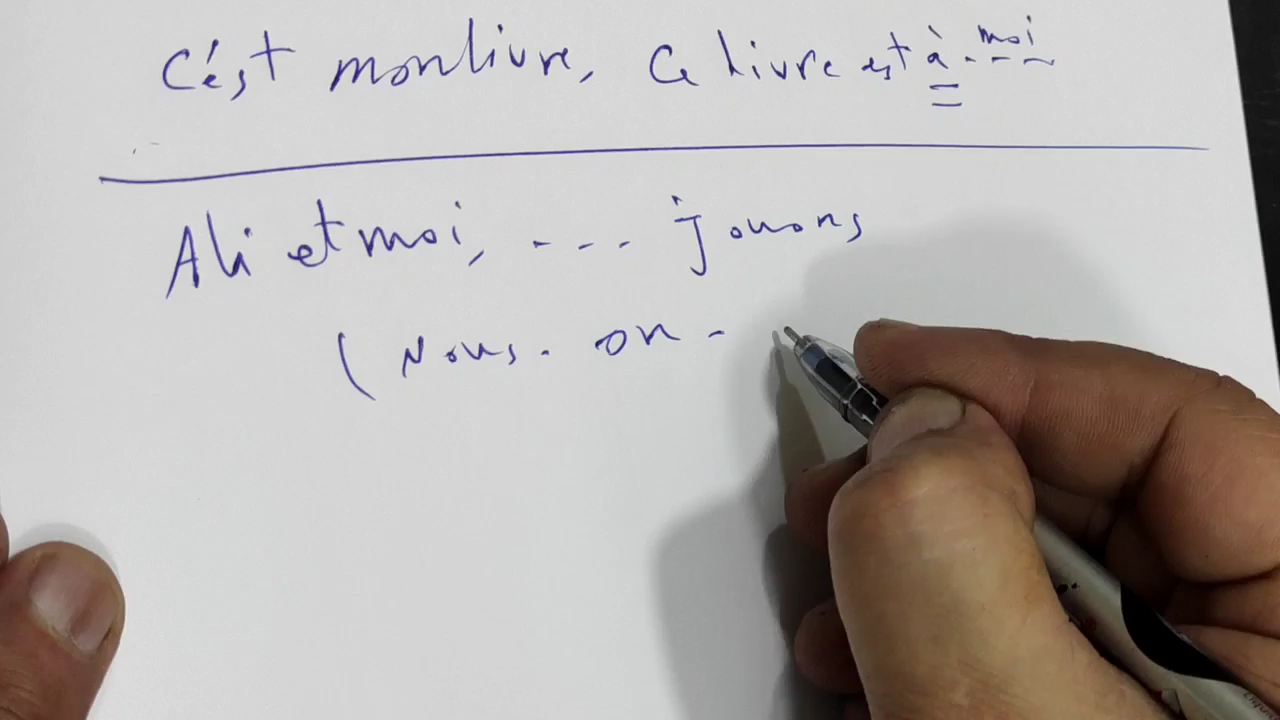 C'est mon livre, Ce livre est à . moi
Ali et moi, - - - jouons
( Nous . on -